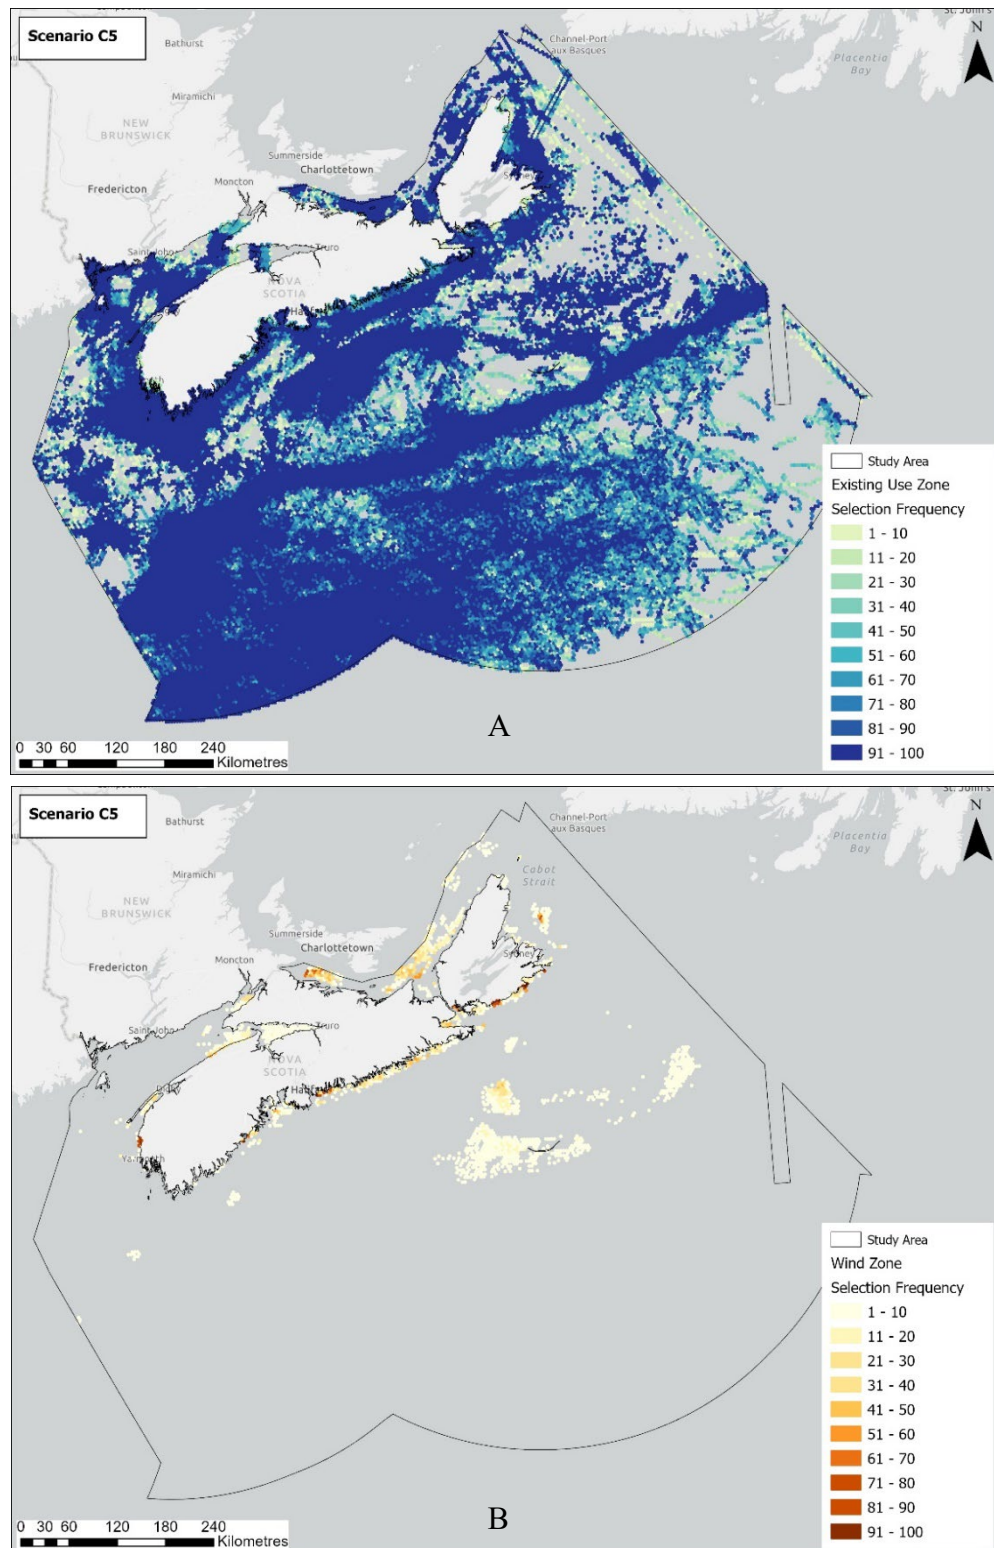 Scenario C5
St. John's
Bathurst
Channel-Port
aux Basques
N
Placentia
Bay
Miramichi
NEW
BRUNSWICK
Summerside
Charlottetown
Moncton
Fredericton
Sydney
Saint John
Truro
NOVA
SCOTIA
Study Area
Existing Use Zone
Selection Frequency
1 - 10
11 - 20
21 - 30
31 - 40
41 - 50
51 - 60
61 - 70
71 - 80
81 - 90
91 - 100
A
0 30 60 120 180 240
Kilometres
Scenario C5
St. John's
Bathurst
Channel-Port
aux Basques
N
Placentia
Bay
Cabot
Strait
Miramichi
NEW
BRUNSWICK
Summerside
Charlottetown
Moncton
Fredericton
Sydney
Saint John
Truro
NOVA
SCOTIA
Yarmouth
Study Area
Wind Zone
Selection Frequency
1 - 10
11 - 20
21 - 30
31 - 40
41 - 50
51 - 60
61 - 70
71 - 80
81 - 90
91 - 100
B
0 30 60 120 180 240
Kilometres